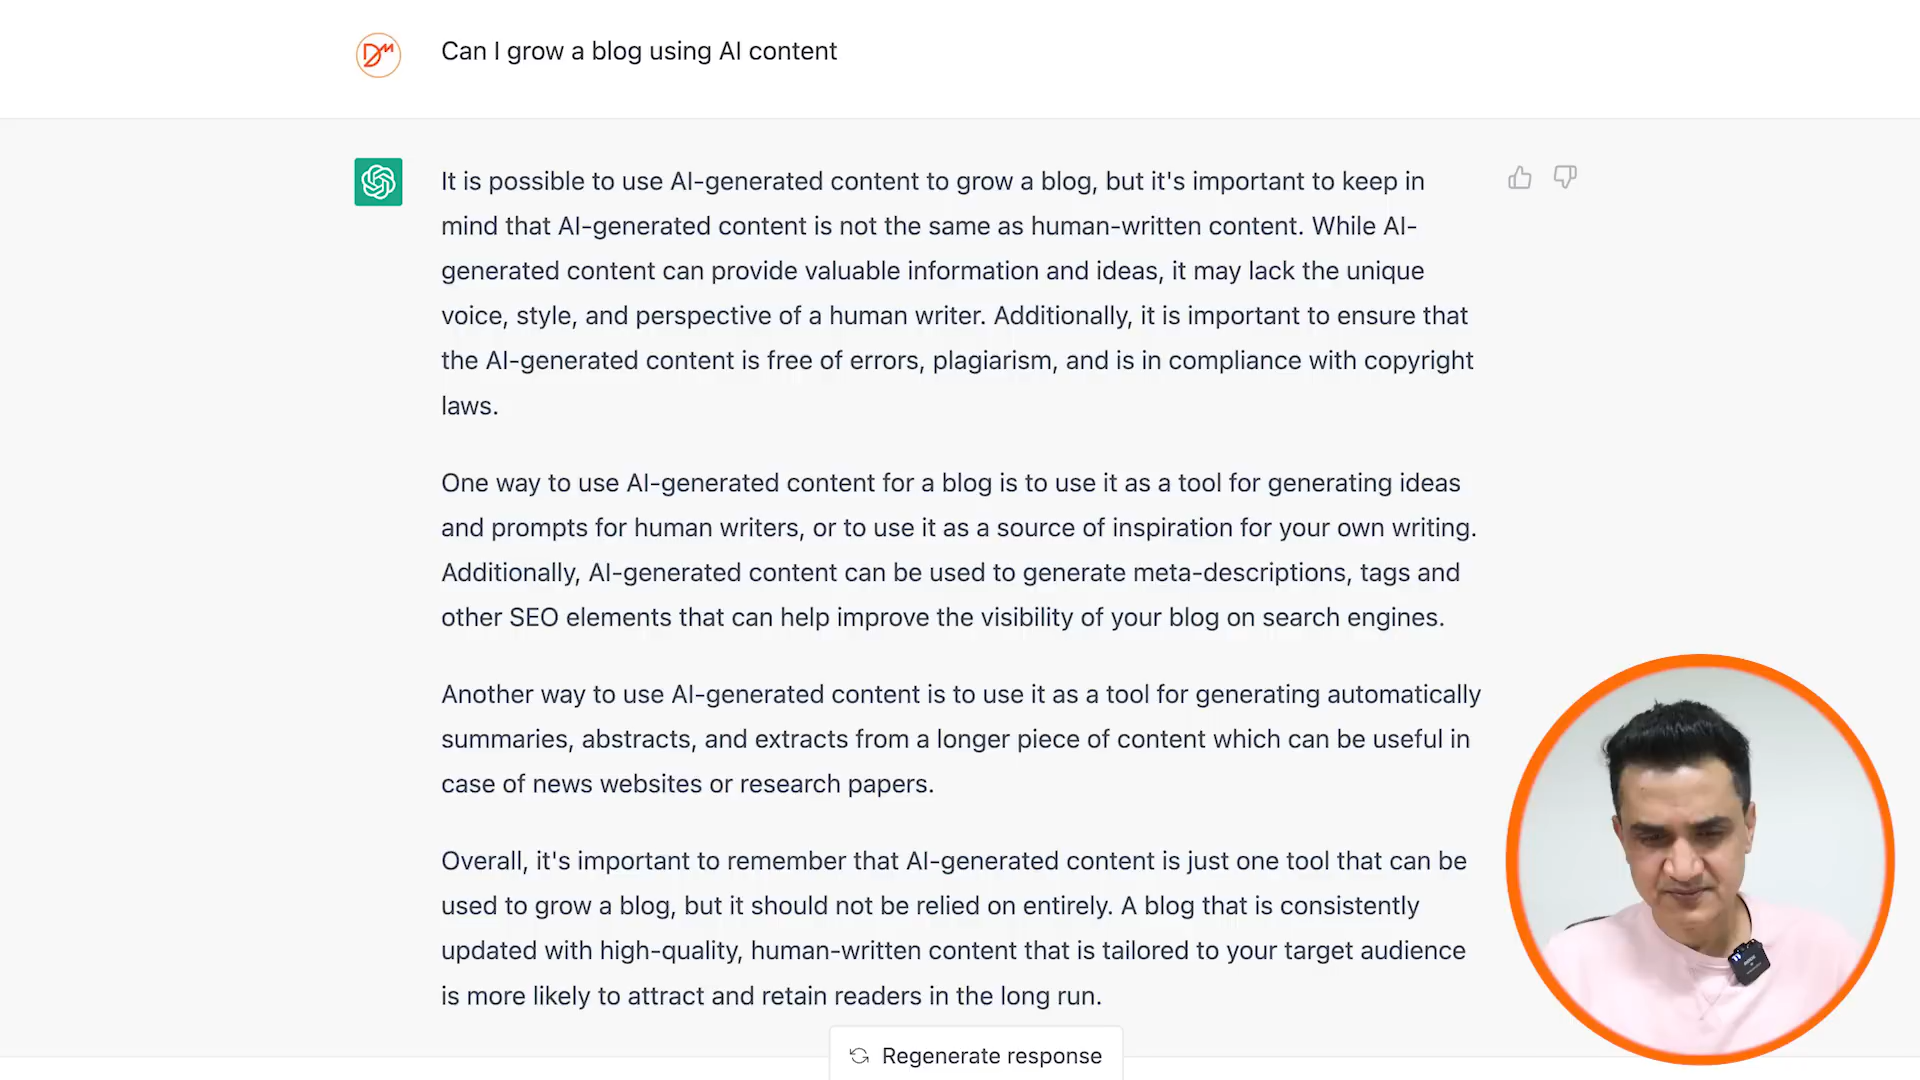 Can I grow a blog using AI content
It is possible to use AI-generated content to grow a blog, but it's important to keep in
mind that AI-generated content is not the same as human-written content. While AI-
generated content can provide valuable information and ideas, it may lack the unique
voice, style, and perspective of a human writer. Additionally, it is important to ensure that
the AI-generated content is free of errors, plagiarism, and is in compliance with copyright
laws.
One way to use AI-generated content for a blog is to use it as a tool for generating ideas
and prompts for human writers, or to use it as a source of inspiration for your own writing.
Additionally, AI-generated content can be used to generate meta-descriptions, tags and
other SEO elements that can help improve the visibility of your blog on search engines.
Another way to use AI-generated content is to use it as a tool for generating automatically
summaries, abstracts, and extracts from a longer piece of content which can be useful in
case of news websites or research papers.
Overall, it's important to remember that AI-generated content is just one tool that can be
used to grow a blog, but it should not be relied on entirely. A blog that is consistently
updated with high-quality, human-written content that is tailored to your target audience
is more likely to attract and retain readers in the long run.
Regenerate response